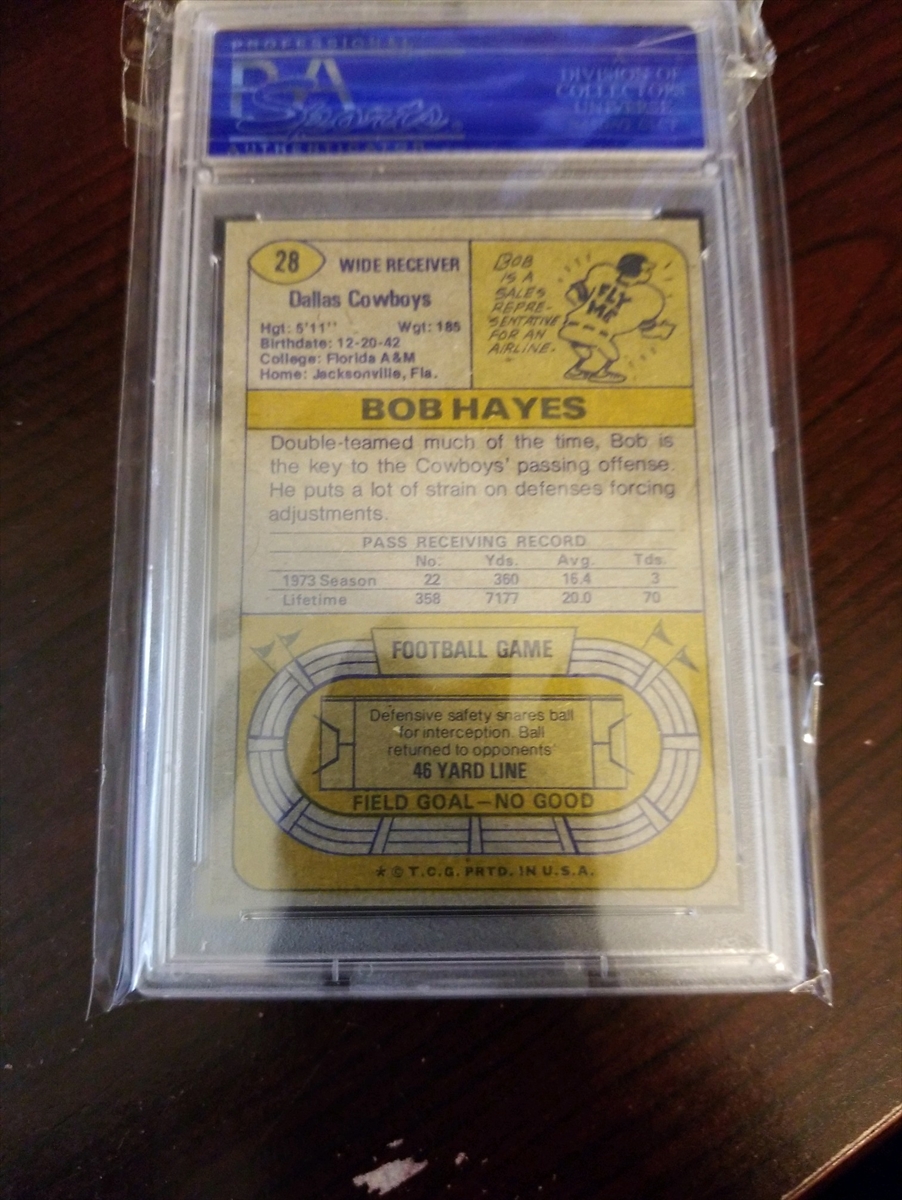 PROFESSIONAL
PSA
Sports
AUTHENTICATOR
DIVISION OF
COLLECTORS
UNIVERSE
28
WIDE RECEIVER
Dallas Cowboys
Hgt: 5'11" Wgt: 185
Birthdate: 12-20-42
College: Florida A&M
Home: Jacksonville, Fla.
BOB
IS A
SALES
REPRE-
SENTATIVE
FOR AN
AIRLINE.
FLY
ME
BOB HAYES
Double-teamed much of the time, Bob is
the key to the Cowboys' passing offense.
He puts a lot of strain on defenses forcing
adjustments.
PASS RECEIVING RECORD
No. Yds. Avg. Tds.
1973 Season 22 360 16.4 3
Lifetime 358 7177 20.0 70
FOOTBALL GAME
Defensive safety snares ball
for interception. Ball
returned to opponents'
46 YARD LINE
FIELD GOAL—NO GOOD
* © T.C.G. PRTD. IN U.S.A.